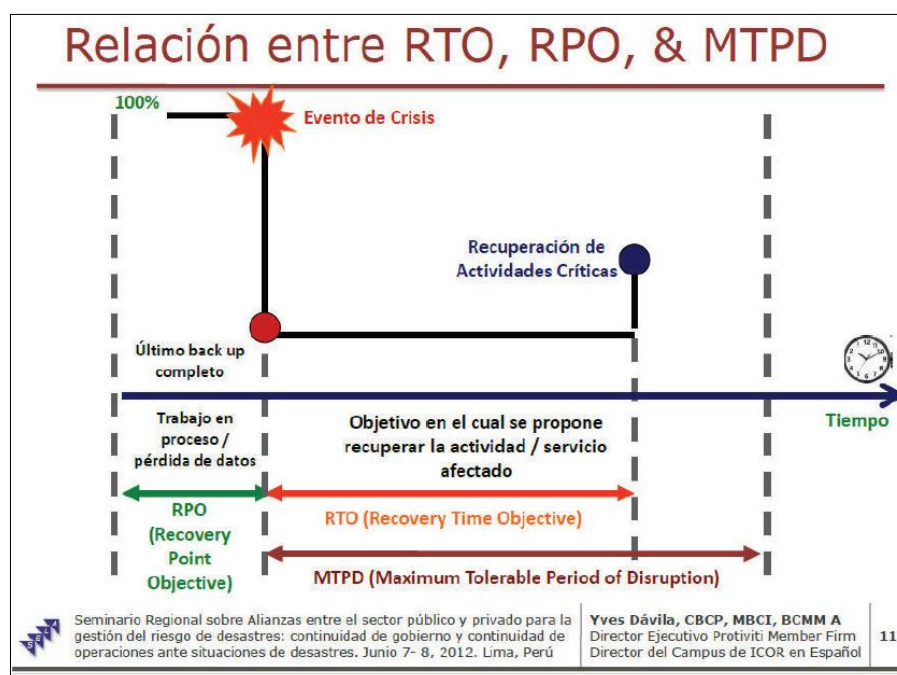 Relación entre RTO, RPO, & MTPD
100%
Evento de Crisis
Recuperación de
Actividades Críticas
Último back up
completo
Tiempo
Trabajo en
proceso /
pérdida de datos
Objetivo en el cual se propone
recuperar la actividad / servicio
afectado
RPO
(Recovery
Point
Objective)
RTO (Recovery Time Objective)
MTPD (Maximum Tolerable Period of Disruption)
SELA
Seminario Regional sobre Alianzas entre el sector público y privado para la
gestión del riesgo de desastres: continuidad de gobierno y continuidad de
operaciones ante situaciones de desastres. Junio 7- 8, 2012. Lima, Perú
Yves Dávila, CBCP, MBCI, BCMM A
Director Ejecutivo Protiviti Member Firm
Director del Campus de ICOR en Español
11